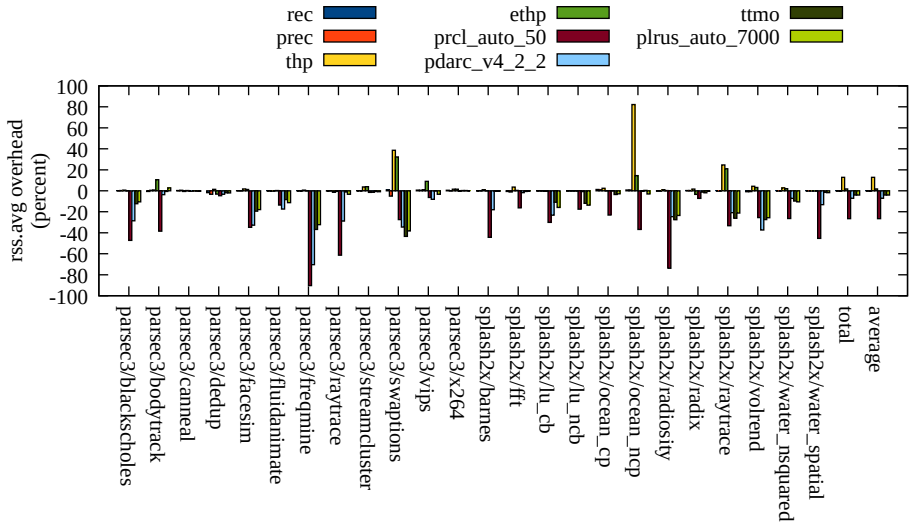 rec
prec
thp
ethp
prcl_auto_50
pdarc_v4_2_2
ttmo
plrus_auto_7000
rss.avg overhead
(percent)
100
80
60
40
20
0
-20
-40
-60
-80
-100
parsec3/blackscholes
parsec3/bodytrack
parsec3/canneal
parsec3/dedup
parsec3/facesim
parsec3/fluidanimate
parsec3/freqmine
parsec3/raytrace
parsec3/streamcluster
parsec3/swaptions
parsec3/vips
parsec3/x264
splash2x/barnes
splash2x/fft
splash2x/lu_cb
splash2x/lu_ncb
splash2x/ocean_cp
splash2x/ocean_ncp
splash2x/radiosity
splash2x/radix
splash2x/raytrace
splash2x/volrend
splash2x/water_nsquared
splash2x/water_spatial
total
average